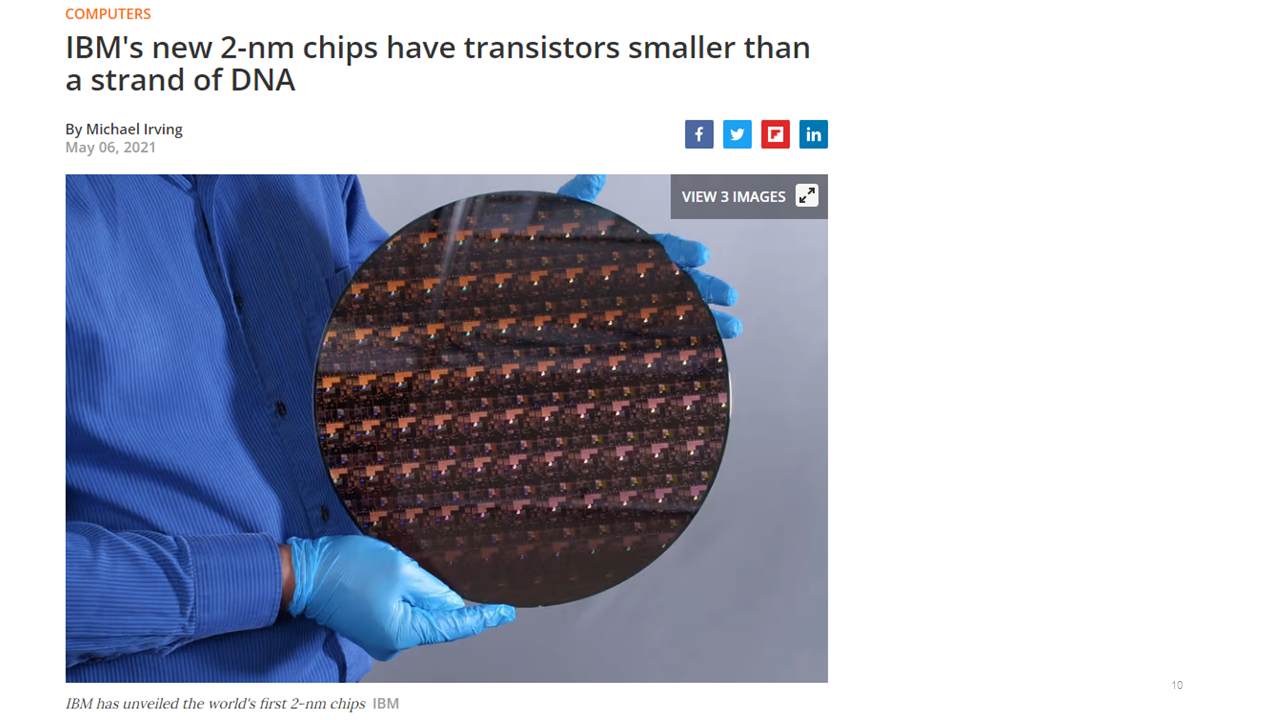 COMPUTERS
IBM's new 2-nm chips have transistors smaller than
a strand of DNA
By Michael Irving
May 06, 2021
f
in
VIEW 3 IMAGES
IBM has unveiled the world's first 2-nm chips IBM
10